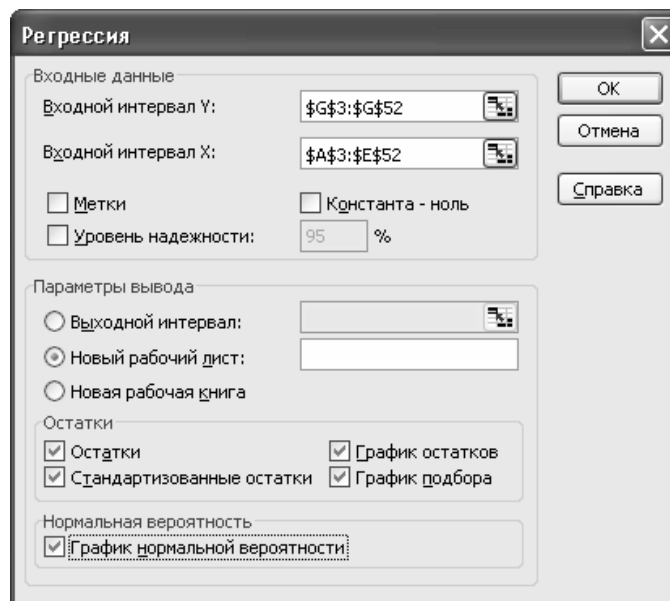 Регрессия
Входные данные
Входной интервал Y: $G$3:$G$52
Входной интервал X: $A$3:$E$52
Метки Константа - ноль
Уровень надежности: 95 %
ОК
Отмена
Справка
Параметры вывода
Выходной интервал:
Новый рабочий лист:
Новая рабочая книга
Остатки
Остатки График остатков
Стандартизованные остатки График подбора
Нормальная вероятность
График нормальной вероятности